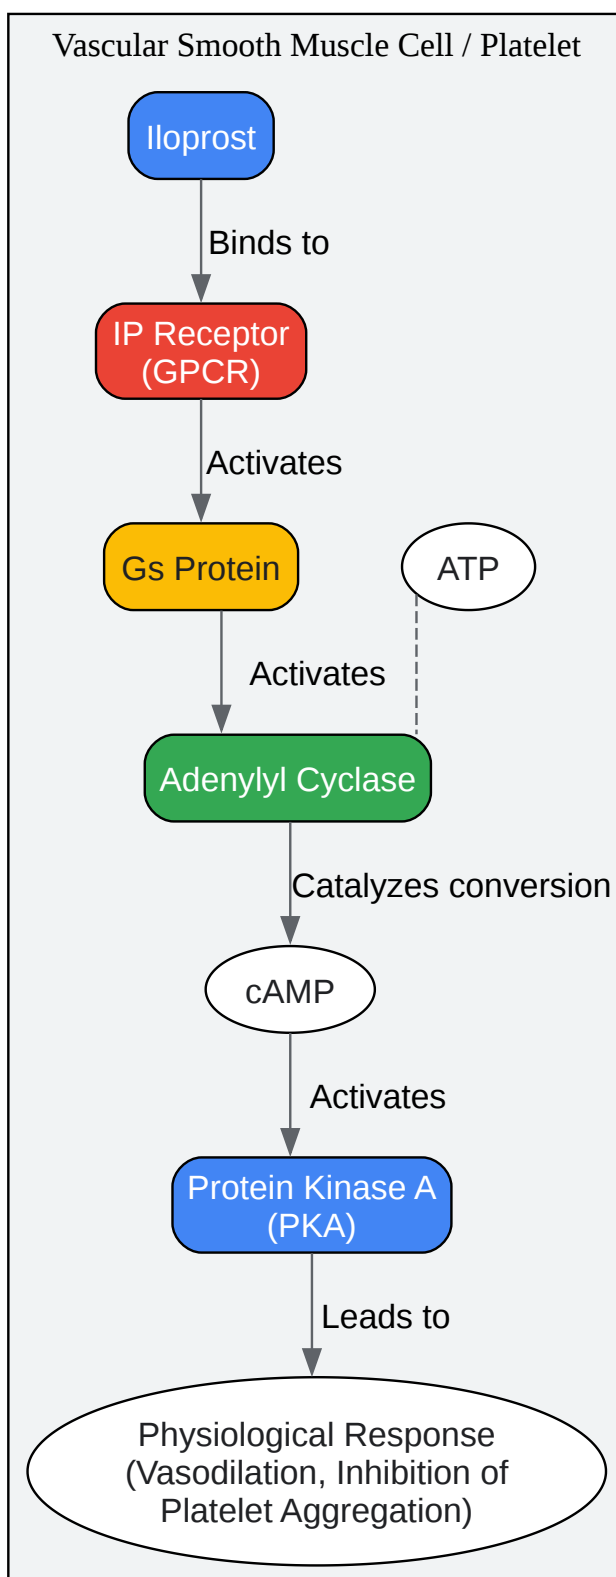 Vascular Smooth Muscle Cell / Platelet
Iloprost
Binds to
IP Receptor
(GPCR)
Activates
Gs Protein
ATP
Activates
Adenylyl Cyclase
Catalyzes conversion
cAMP
Activates
Protein Kinase A
(PKA)
Leads to
Physiological Response
(Vasodilation, Inhibition of
Platelet Aggregation)